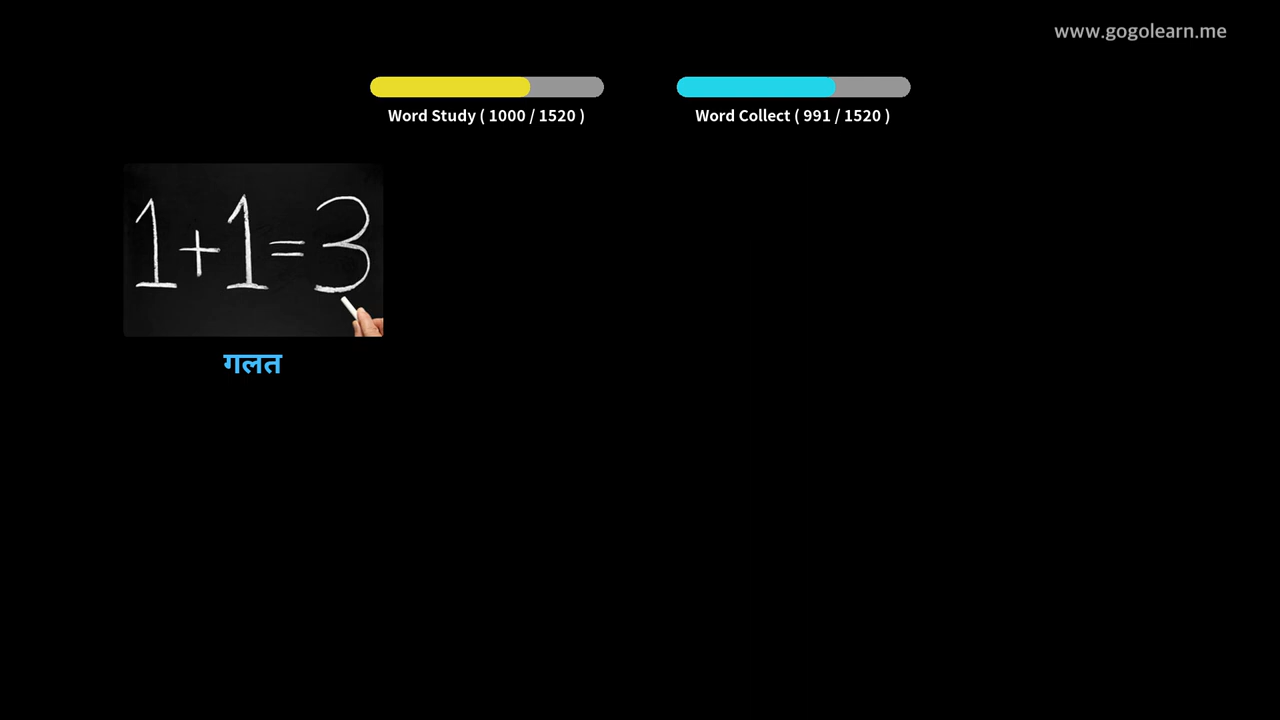 www.gogolearn.me
Word Study ( 1000 / 1520 )
Word Collect ( 991 / 1520 )
1+1=3
गलत